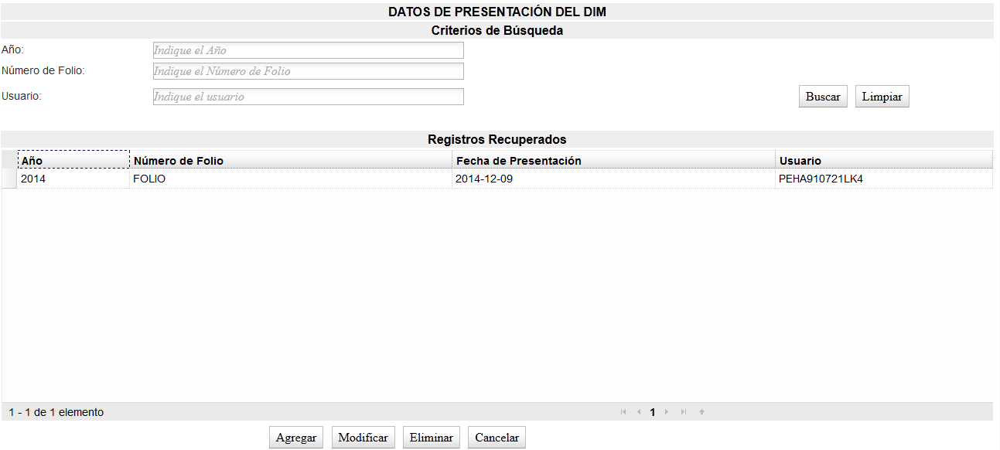 DATOS DE PRESENTACIÓN DEL DIM
Criterios de Búsqueda
Año: Indique el Año
Número de Folio: Indique el Número de Folio
Usuario: Indique el usuario Buscar Limpiar
Registros Recuperados
Año Número de Folio Fecha de Presentación Usuario
2014 FOLIO 2014-12-09 PEHA910721LK4
1 - 1 de 1 elemento 1
Agregar Modificar Eliminar Cancelar